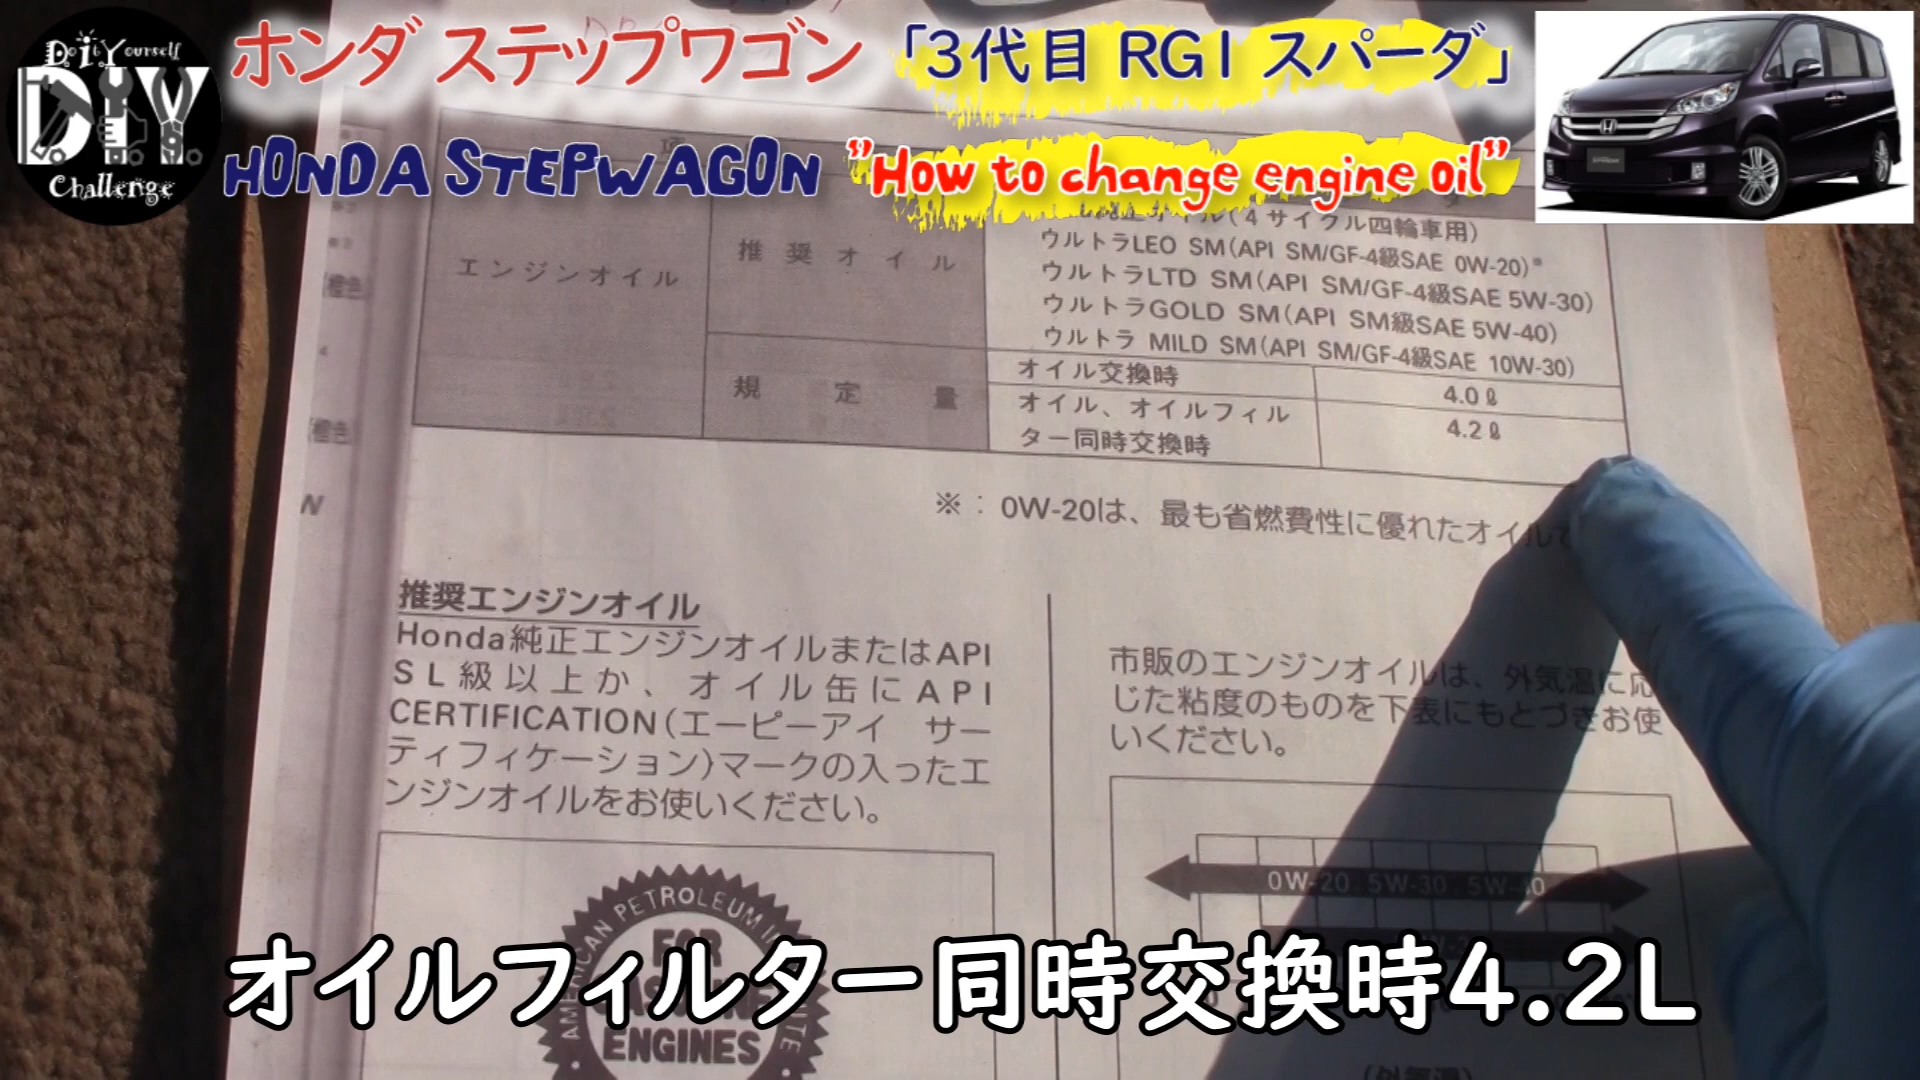 Do it Yourself
DIY
Challenge
ホンダ ステップワゴン 「3代目 RG1 スパーダ」
HONDA STEPWAGON "How to change engine oil"
エンジンオイル
推奨オイル
(4サイクル四輪車用)
ウルトラLEO SM(API SM/GF-4級SAE 0W-20)※
ウルトラLTD SM(API SM/GF-4級SAE 5W-30)
ウルトラGOLD SM(API SM級SAE 5W-40)
ウルトラ MILD SM(API SM/GF-4級SAE 10W-30)
規定量
オイル交換時 4.0ℓ
オイル、オイルフィル
ター同時交換時 4.2ℓ
※：0W-20は、最も省燃費性に優れたオイルで
推奨エンジンオイル
Honda純正エンジンオイルまたはAPI
SL級以上か、オイル缶にAPI
CERTIFICATION(エーピーアイ サー
ティフィケーション)マークの入ったエ
ンジンオイルをお使いください。
市販のエンジンオイルは、外気温に応
じた粘度のものを下表にもとづきお使
いください。
0W-20 5W-30 5W-40
AMERICAN PETROLEUM
FOR
ENGINES
オイルフィルター同時交換時4.2L